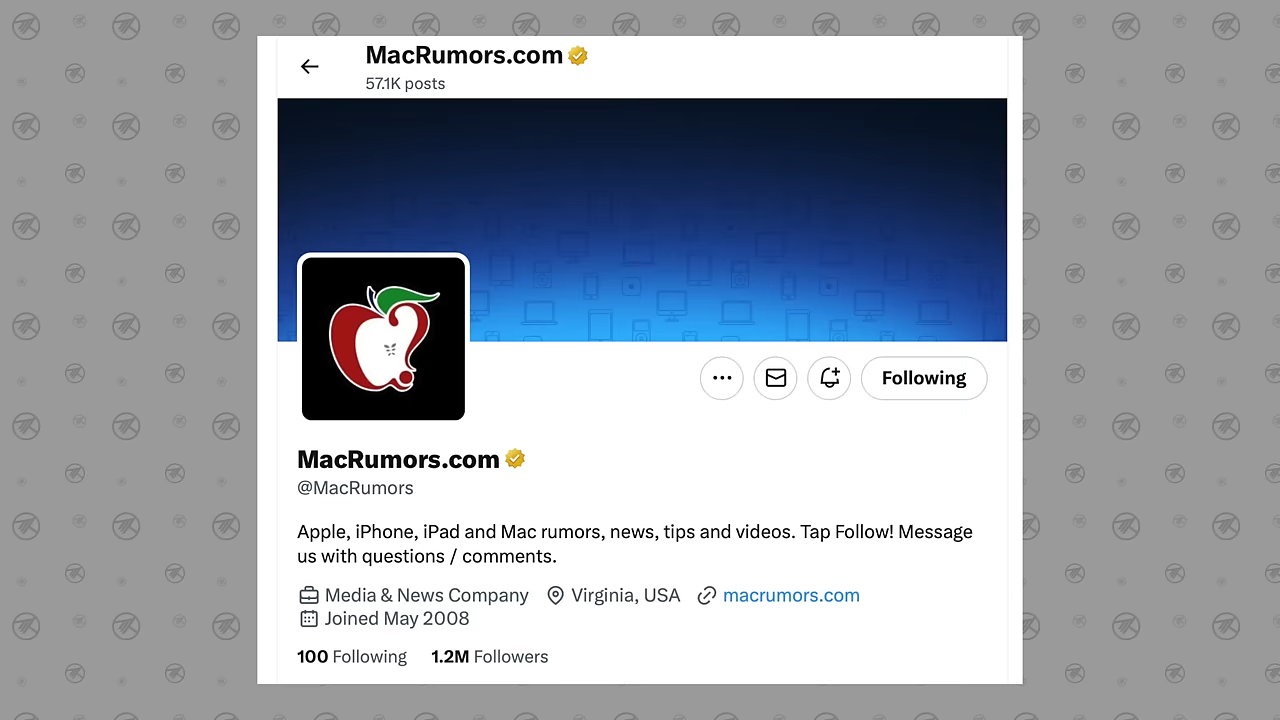 MacRumors.com
57.1K posts
Following
MacRumors.com
@MacRumors
Apple, iPhone, iPad and Mac rumors, news, tips and videos. Tap Follow! Message
us with questions / comments.
Media & News Company Virginia, USA macrumors.com
Joined May 2008
100 Following 1.2M Followers